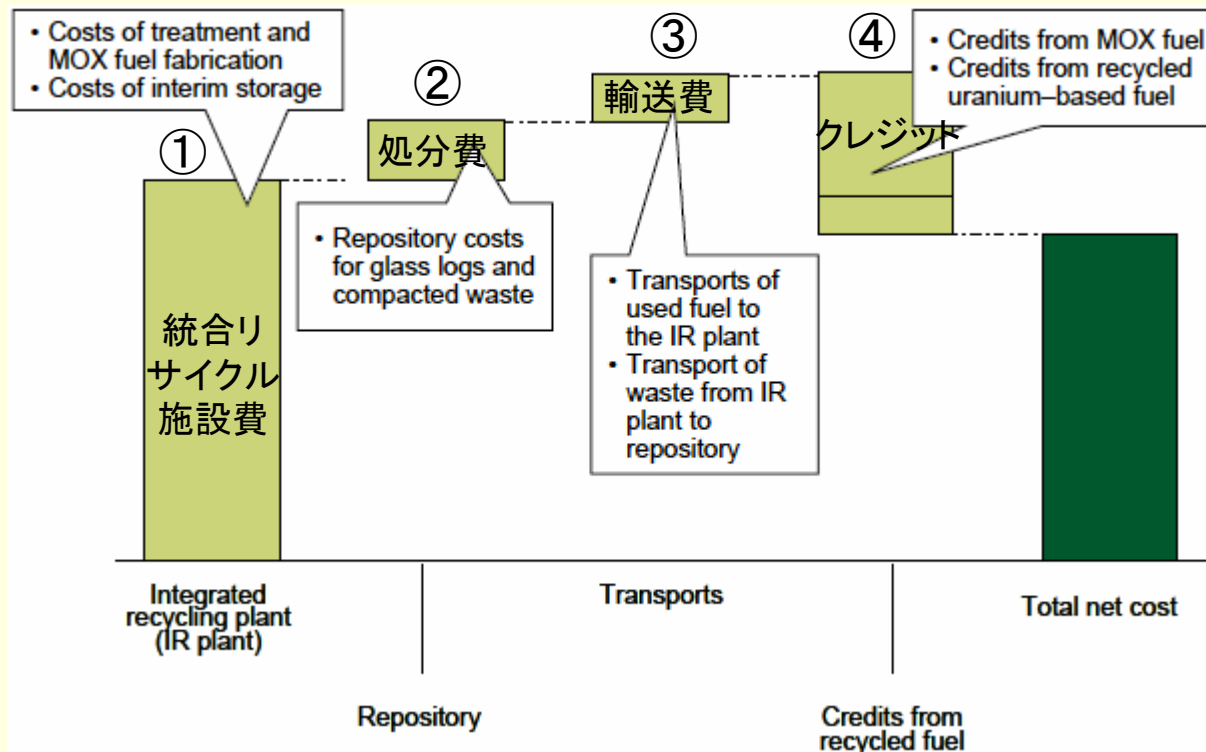 • Costs of treatment and
MOX fuel fabrication
• Costs of interim storage
①
統合リ
サイクル
施設費
②
処分費
• Repository costs
for glass logs and
compacted waste
③
輸送費
• Transports of
used fuel to
the IR plant
• Transport of
waste from IR
plant to
repository
④
クレジット
• Credits from MOX fuel
• Credits from recycled
uranium–based fuel
Integrated
recycling plant
(IR plant)
Repository
Transports
Credits from
recycled fuel
Total net cost